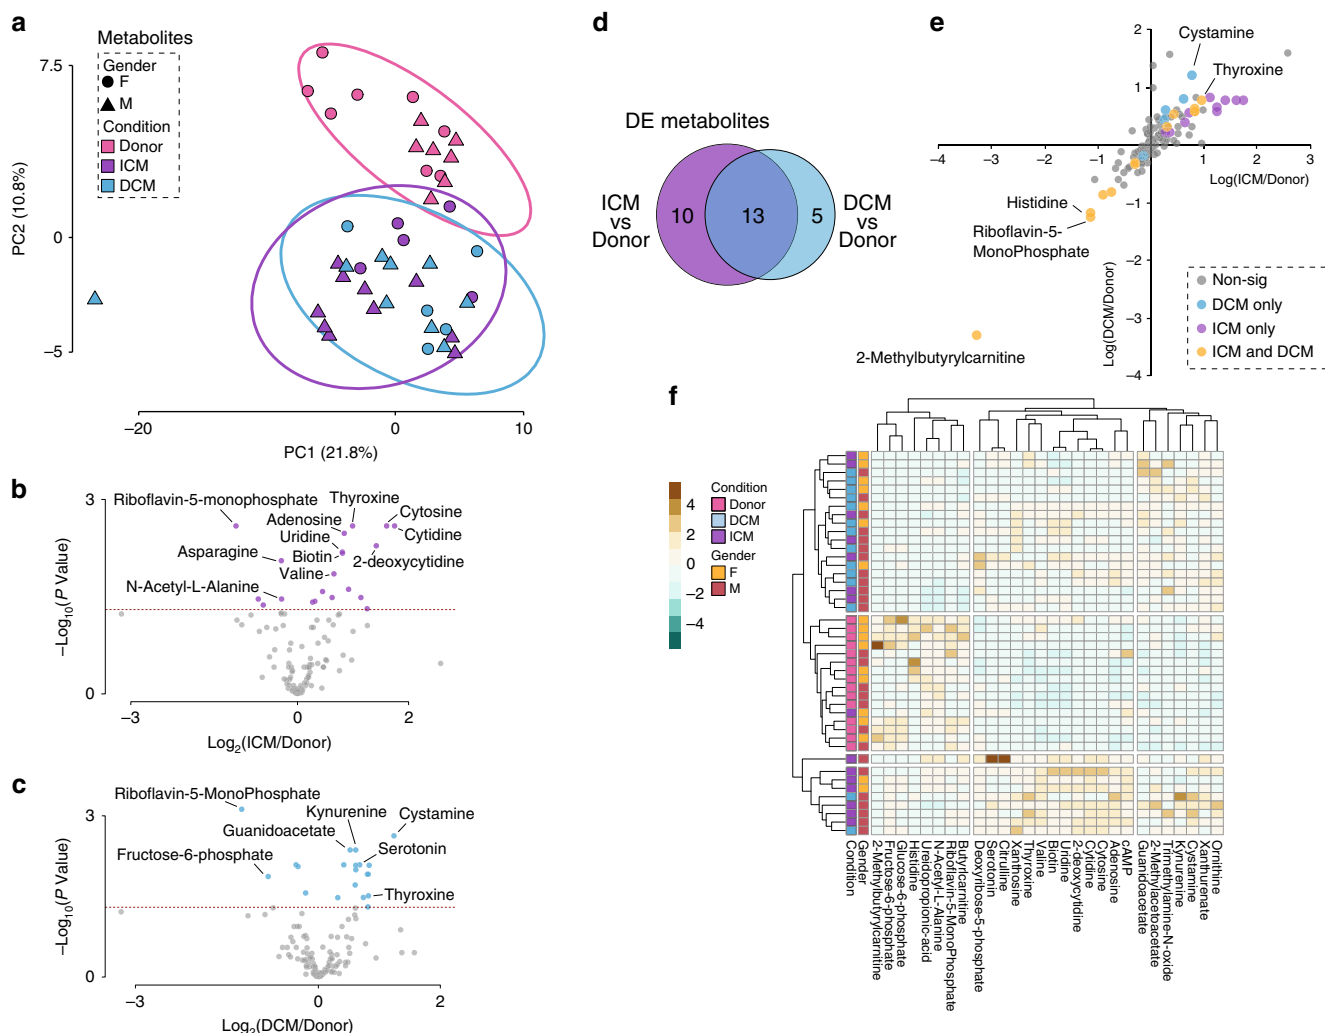 a
Metabolites
Gender
F
M
Condition
Donor
ICM
DCM
7.5
0
−5
PC2 (10.8%)
−20
0
10
PC1 (21.8%)
b
3
0
−Log10(P Value)
Riboflavin-5-monophosphate
Thyroxine
Adenosine
Cytosine
Uridine
Cytidine
Asparagine
Biotin
2-deoxycytidine
Valine
N-Acetyl-L-Alanine
−3
0
2
Log2(ICM/Donor)
c
3
0
−Log10(P Value)
Riboflavin-5-MonoPhosphate
Kynurenine
Cystamine
Guanidoacetate
Serotonin
Fructose-6-phosphate
Thyroxine
−3
0
2
Log2(DCM/Donor)
d
DE metabolites
ICM
vs
Donor
10
13
5
DCM
vs
Donor
e
2
1
−1
−2
−3
−4
−4
−3
−2
−1
0
1
2
3
Log(ICM/Donor)
Log(DCM/Donor)
Cystamine
Thyroxine
Histidine
Riboflavin-5-
MonoPhosphate
2-Methylbutyrylcarnitine
Non-sig
DCM only
ICM only
ICM and DCM
f
4
2
0
−2
−4
Condition
Donor
DCM
ICM
Gender
F
M
Condition
Gender
2-Methylbutyrylcarnitine
Fructose-6-phosphate
Glucose-6-phosphate
Histidine
Ureidopropionic-acid
N-Acetyl-L-Alanine
Riboflavin-5-MonoPhosphate
Butyrlcarnitine
Deoxyribose-5-phosphate
Serotonin
Citrulline
Xanthosine
Thyroxine
Valine
Biotin
Uridine
2-deoxycytidine
Cytidine
Cytosine
Adenosine
cAMP
Guanidoacetate
2-Methylacetoacetate
Trimethylamine-N-oxide
Kynurenine
Cystamine
Xanthurenate
Ornithine